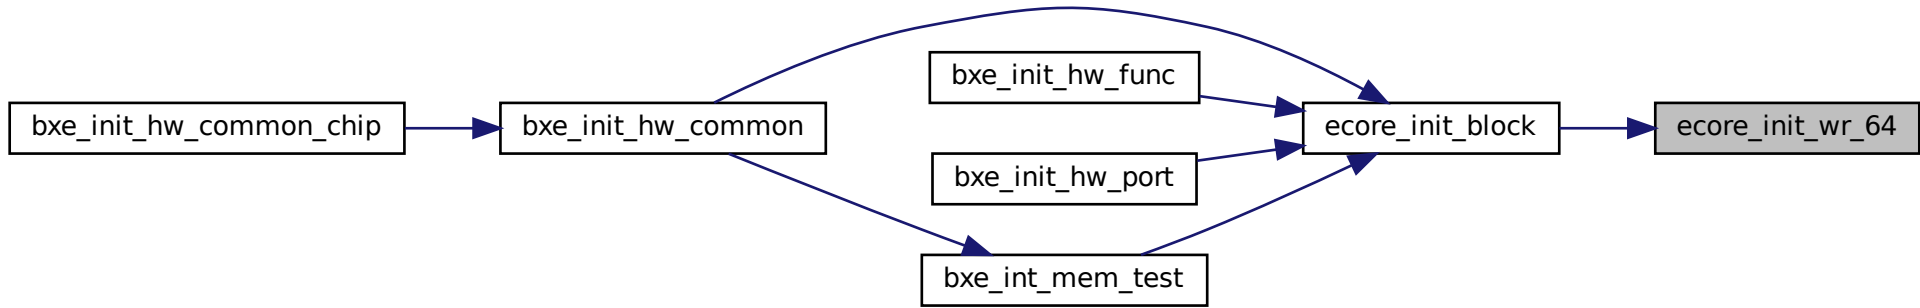 bxe_init_hw_common_chip
bxe_init_hw_common
bxe_init_hw_func
bxe_init_hw_port
bxe_int_mem_test
ecore_init_block
ecore_init_wr_64